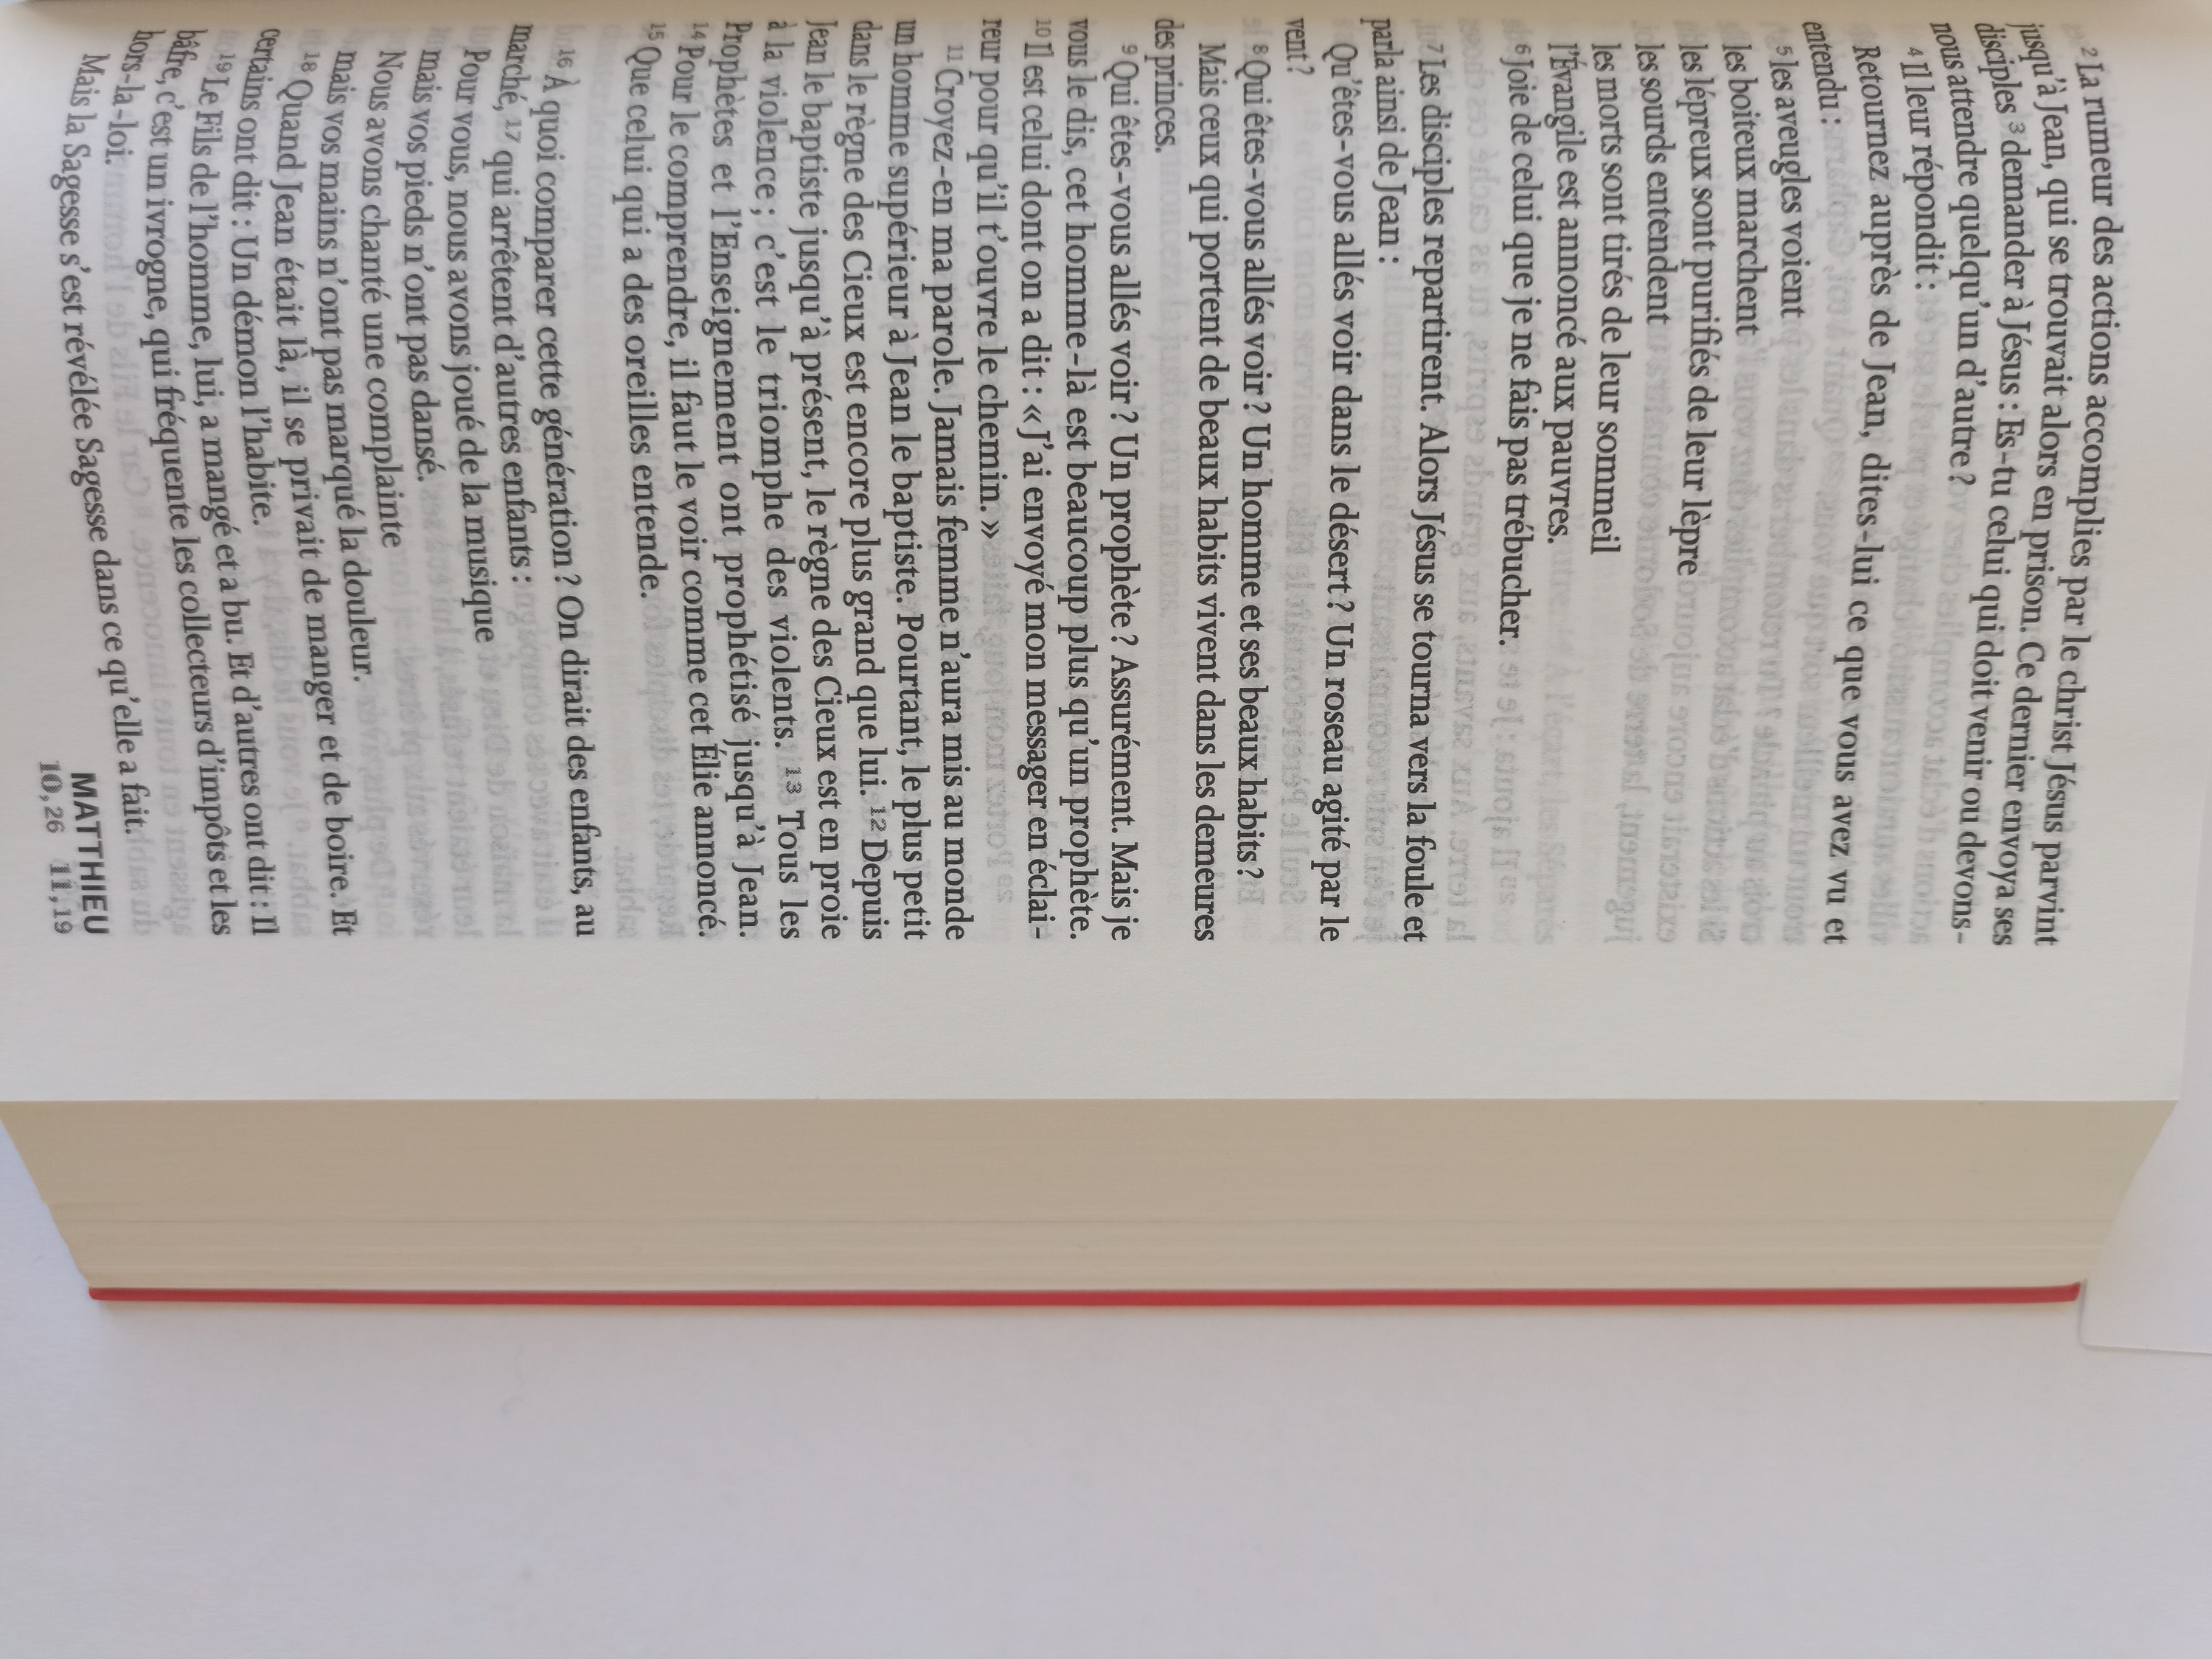 2 La rumeur des actions accomplies par le christ Jésus parvint
jusqu'à Jean, qui se trouvait alors en prison. Ce dernier envoya ses
disciples 3 demander à Jésus : Es-tu celui qui doit venir ou devons-
nous attendre quelqu'un d'autre ?
4 Il leur répondit :
Retournez auprès de Jean, dites-lui ce que vous avez vu et
entendu :
5 les aveugles voient
les boiteux marchent
les lépreux sont purifiés de leur lèpre
les sourds entendent
les morts sont tirés de leur sommeil
l'Évangile est annoncé aux pauvres.
6 Joie de celui que je ne fais pas trébucher.
7 Les disciples repartirent. Alors Jésus se tourna vers la foule et
parla ainsi de Jean :
Qu'êtes-vous allés voir dans le désert ? Un roseau agité par le
vent ?
8 Qui êtes-vous allés voir ? Un homme et ses beaux habits ?
Mais ceux qui portent de beaux habits vivent dans les demeures
des princes.
9 Qui êtes-vous allés voir ? Un prophète ? Assurément. Mais je
vous le dis, cet homme-là est beaucoup plus qu'un prophète.
10 Il est celui dont on a dit : « J'ai envoyé mon messager en éclai-
reur pour qu'il t'ouvre le chemin. »
11 Croyez-en ma parole. Jamais femme n'aura mis au monde
un homme supérieur à Jean le baptiste. Pourtant, le plus petit
dans le règne des Cieux est encore plus grand que lui. 12 Depuis
Jean le baptiste jusqu'à présent, le règne des Cieux est en proie
à la violence ; c'est le triomphe des violents. 13 Tous les
Prophètes et l'Enseignement ont prophétisé jusqu'à Jean.
14 Pour le comprendre, il faut le voir comme cet Élie annoncé.
15 Que celui qui a des oreilles entende.
16 À quoi comparer cette génération ? On dirait des enfants, au
marché, 17 qui arrêtent d'autres enfants :
Pour vous, nous avons joué de la musique
mais vos pieds n'ont pas dansé.
Nous avons chanté une complainte
mais vos mains n'ont pas marqué la douleur.
18 Quand Jean était là, il se privait de manger et de boire. Et
certains ont dit : Un démon l'habite.
19 Le Fils de l'homme, lui, a mangé et a bu. Et d'autres ont dit : Il
bâfre, c'est un ivrogne, qui fréquente les collecteurs d'impôts et les
hors-la-loi.
Mais la Sagesse s'est révélée Sagesse dans ce qu'elle a fait.
MATTHIEU
10,26 11,19